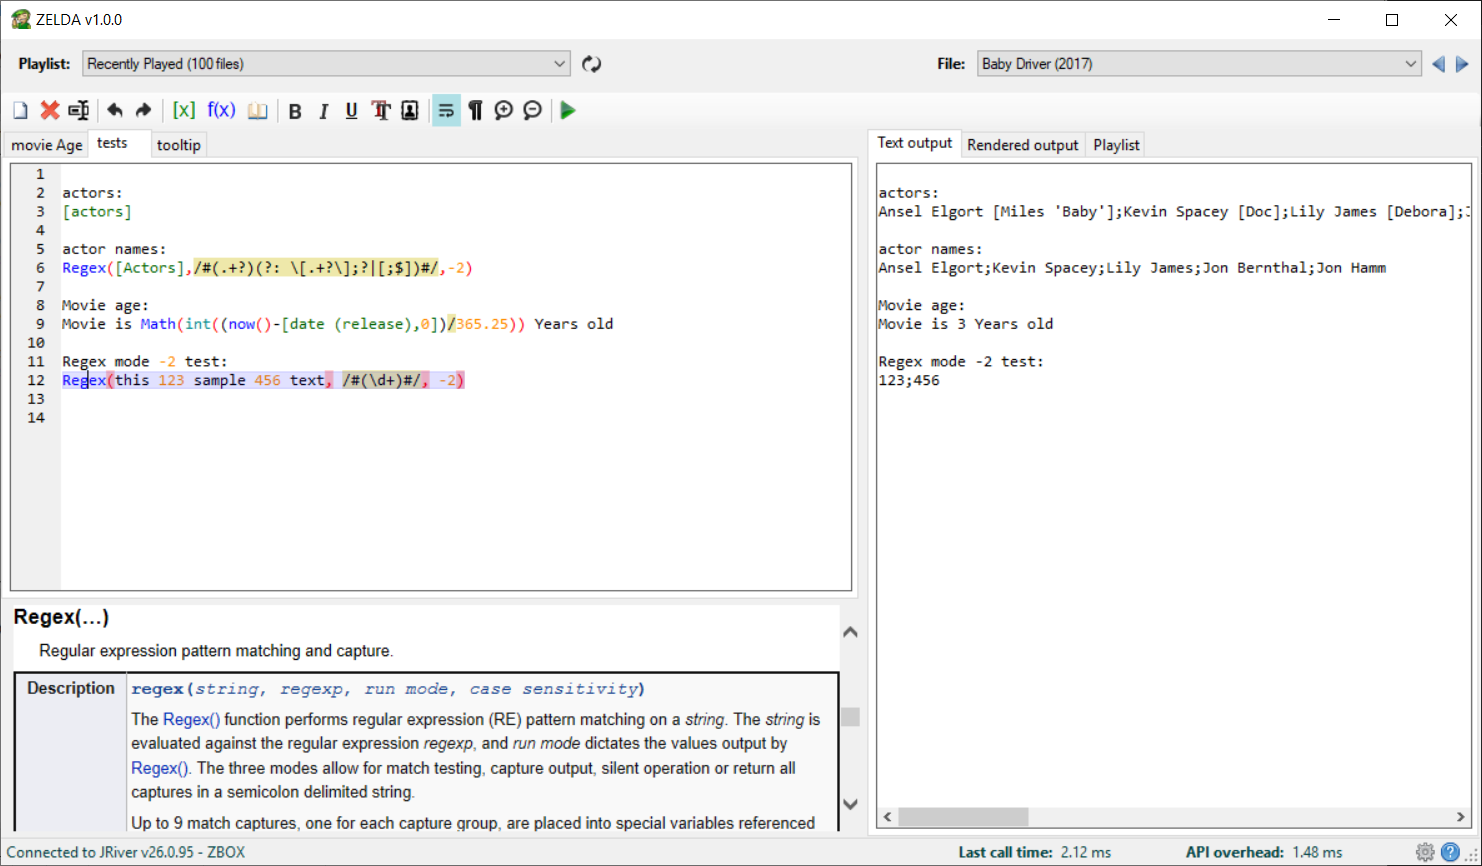 ZELDA v1.0.0
Playlist: Recently Played (100 files) File: Baby Driver (2017)
[x] f(x) B I U T
movie Age tests tooltip
1
2 actors:
3 [actors]
4
5 actor names:
6 Regex([Actors],/#(.+?)(?: \[.+?\];?|[;$])#/,-2)
7
8 Movie age:
9 Movie is Math(int((now()-[date (release),0])/365.25)) Years old
10
11 Regex mode -2 test:
12 Regex(this 123 sample 456 text, /#(\d+)#/, -2)
13
14
Regex(...)
Regular expression pattern matching and capture.
Description regex(string, regexp, run mode, case sensitivity)
The Regex() function performs regular expression (RE) pattern matching on a string. The string is
evaluated against the regular expression regexp, and run mode dictates the values output by
Regex(). The three modes allow for match testing, capture output, silent operation or return all
captures in a semicolon delimited string.
Up to 9 match captures, one for each capture group, are placed into special variables referenced
Text output Rendered output Playlist
actors:
Ansel Elgort [Miles 'Baby'];Kevin Spacey [Doc];Lily James [Debora];
actor names:
Ansel Elgort;Kevin Spacey;Lily James;Jon Bernthal;Jon Hamm
Movie age:
Movie is 3 Years old
Regex mode -2 test:
123;456
Connected to JRiver v26.0.95 - ZBOX Last call time: 2.12 ms API overhead: 1.48 ms